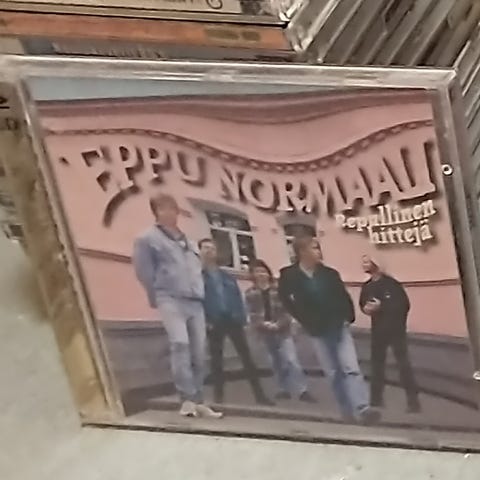 EPPU NORMAALI
Repullinen
hittejä